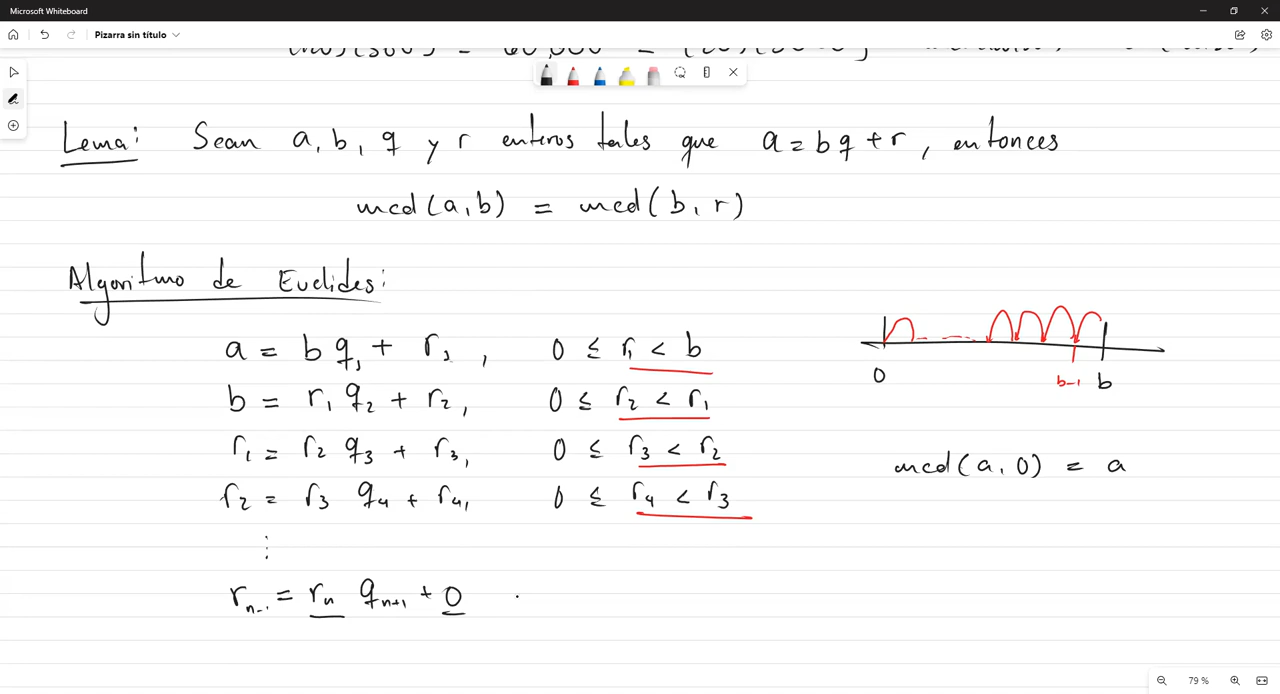 Microsoft Whiteboard
Pizarra sin título
Lema: Sean a, b, q y r enteros tales que a = bq + r, entonces
mcd(a,b) = mcd(b, r)
Algoritmo de Euclides:
a = b q₁ + r₁, 0 ≤ r₁ < b
b = r₁ q₂ + r₂, 0 ≤ r₂ < r₁
r₁ = r₂ q₃ + r₃, 0 ≤ r₃ < r₂
r₂ = r₃ q₄ + r₄, 0 ≤ r₄ < r₃
⋮
rₙ₋₁ = rₙ qₙ₊₁ + 0
0 b-1 b
mcd(a, 0) = a
79 %